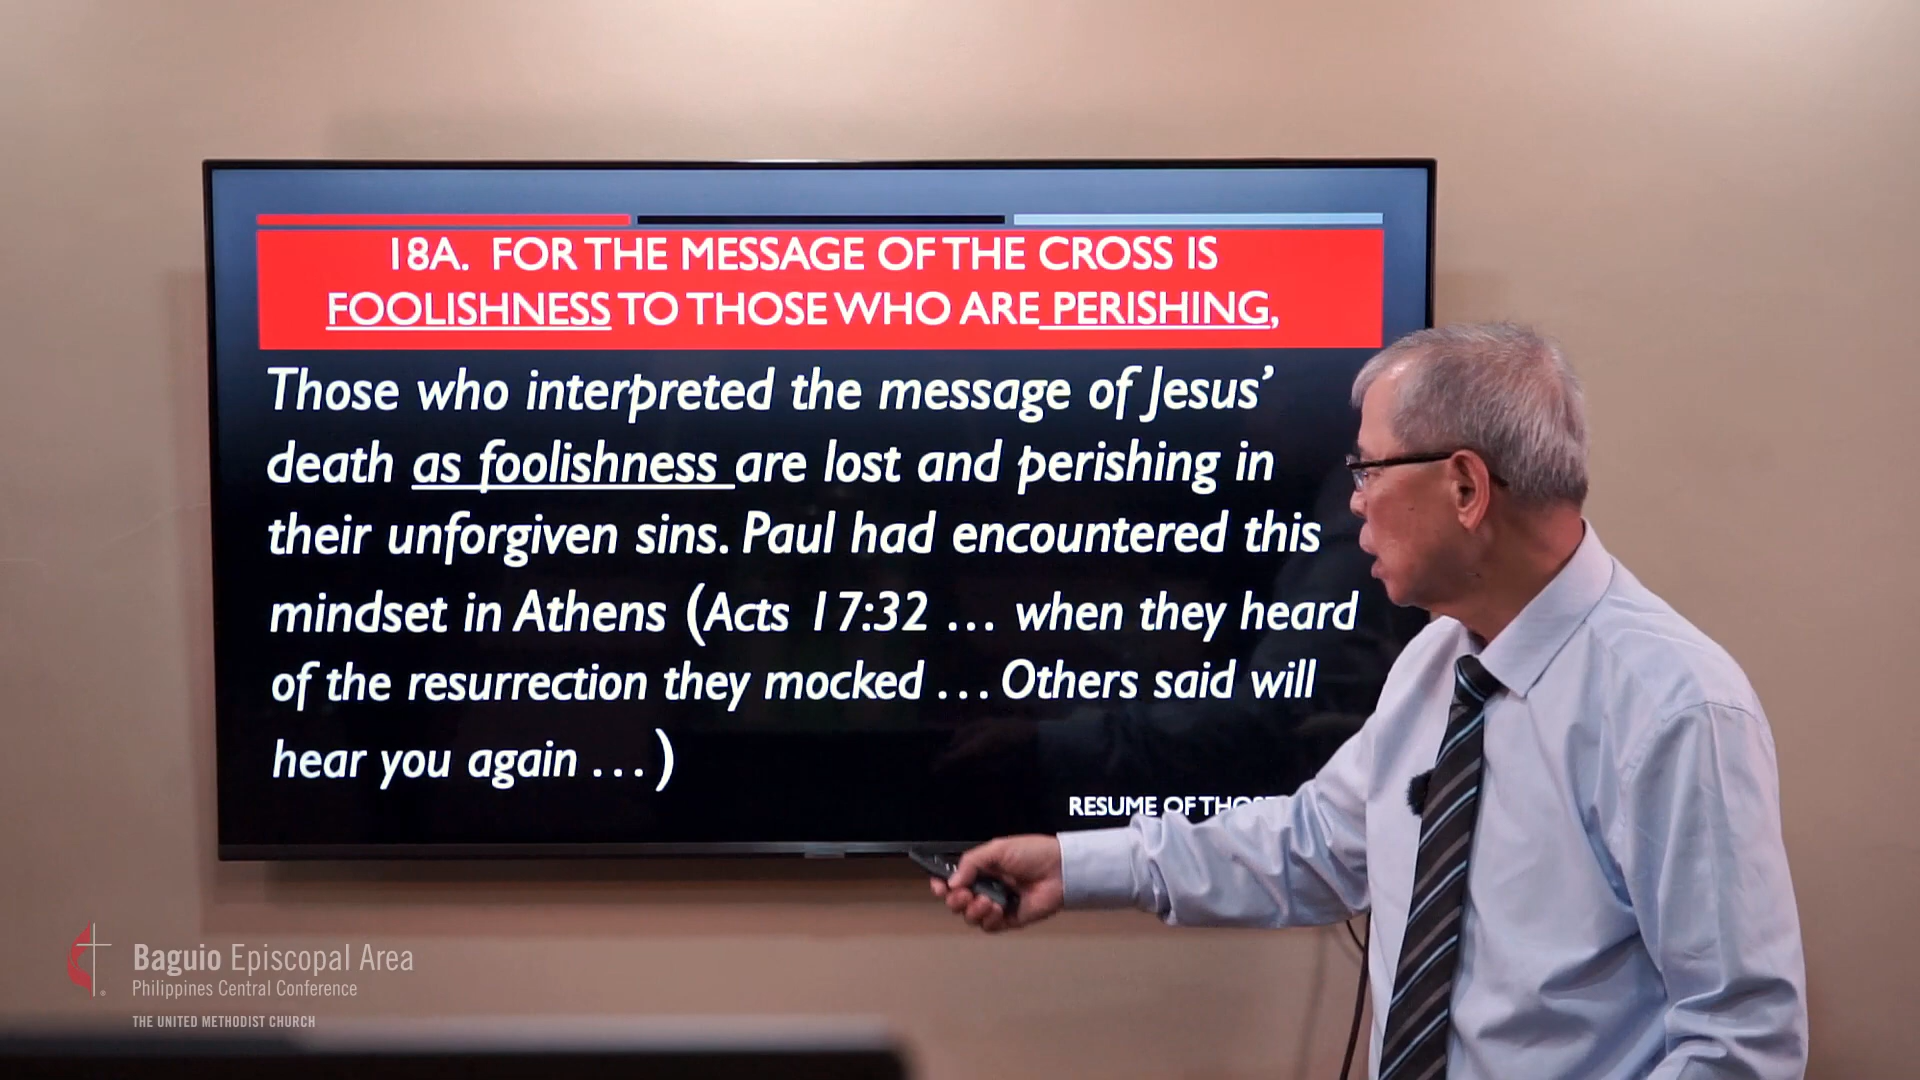 18A. FOR THE MESSAGE OF THE CROSS IS
FOOLISHNESS TO THOSE WHO ARE PERISHING,
Those who interpreted the message of Jesus'
death as foolishness are lost and perishing in
their unforgiven sins. Paul had encountered this
mindset in Athens (Acts 17:32 ... when they heard
of the resurrection they mocked ... Others said will
hear you again ...)
RESUME OF
Baguio Episcopal Area
Philippines Central Conference
THE UNITED METHODIST CHURCH